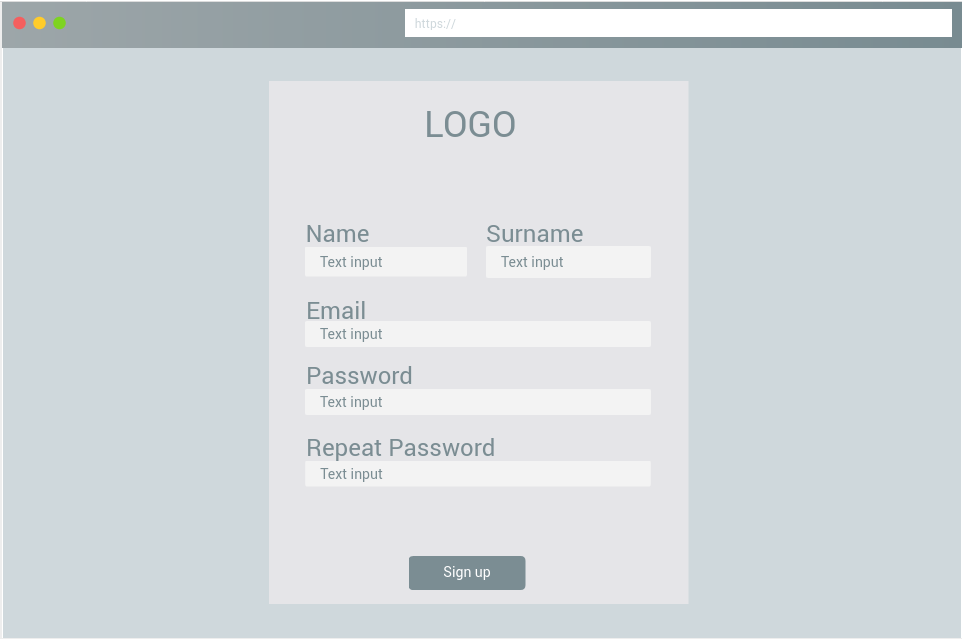 https://
LOGO
Name Surname
Text input Text input
Email
Text input
Password
Text input
Repeat Password
Text input
Sign up